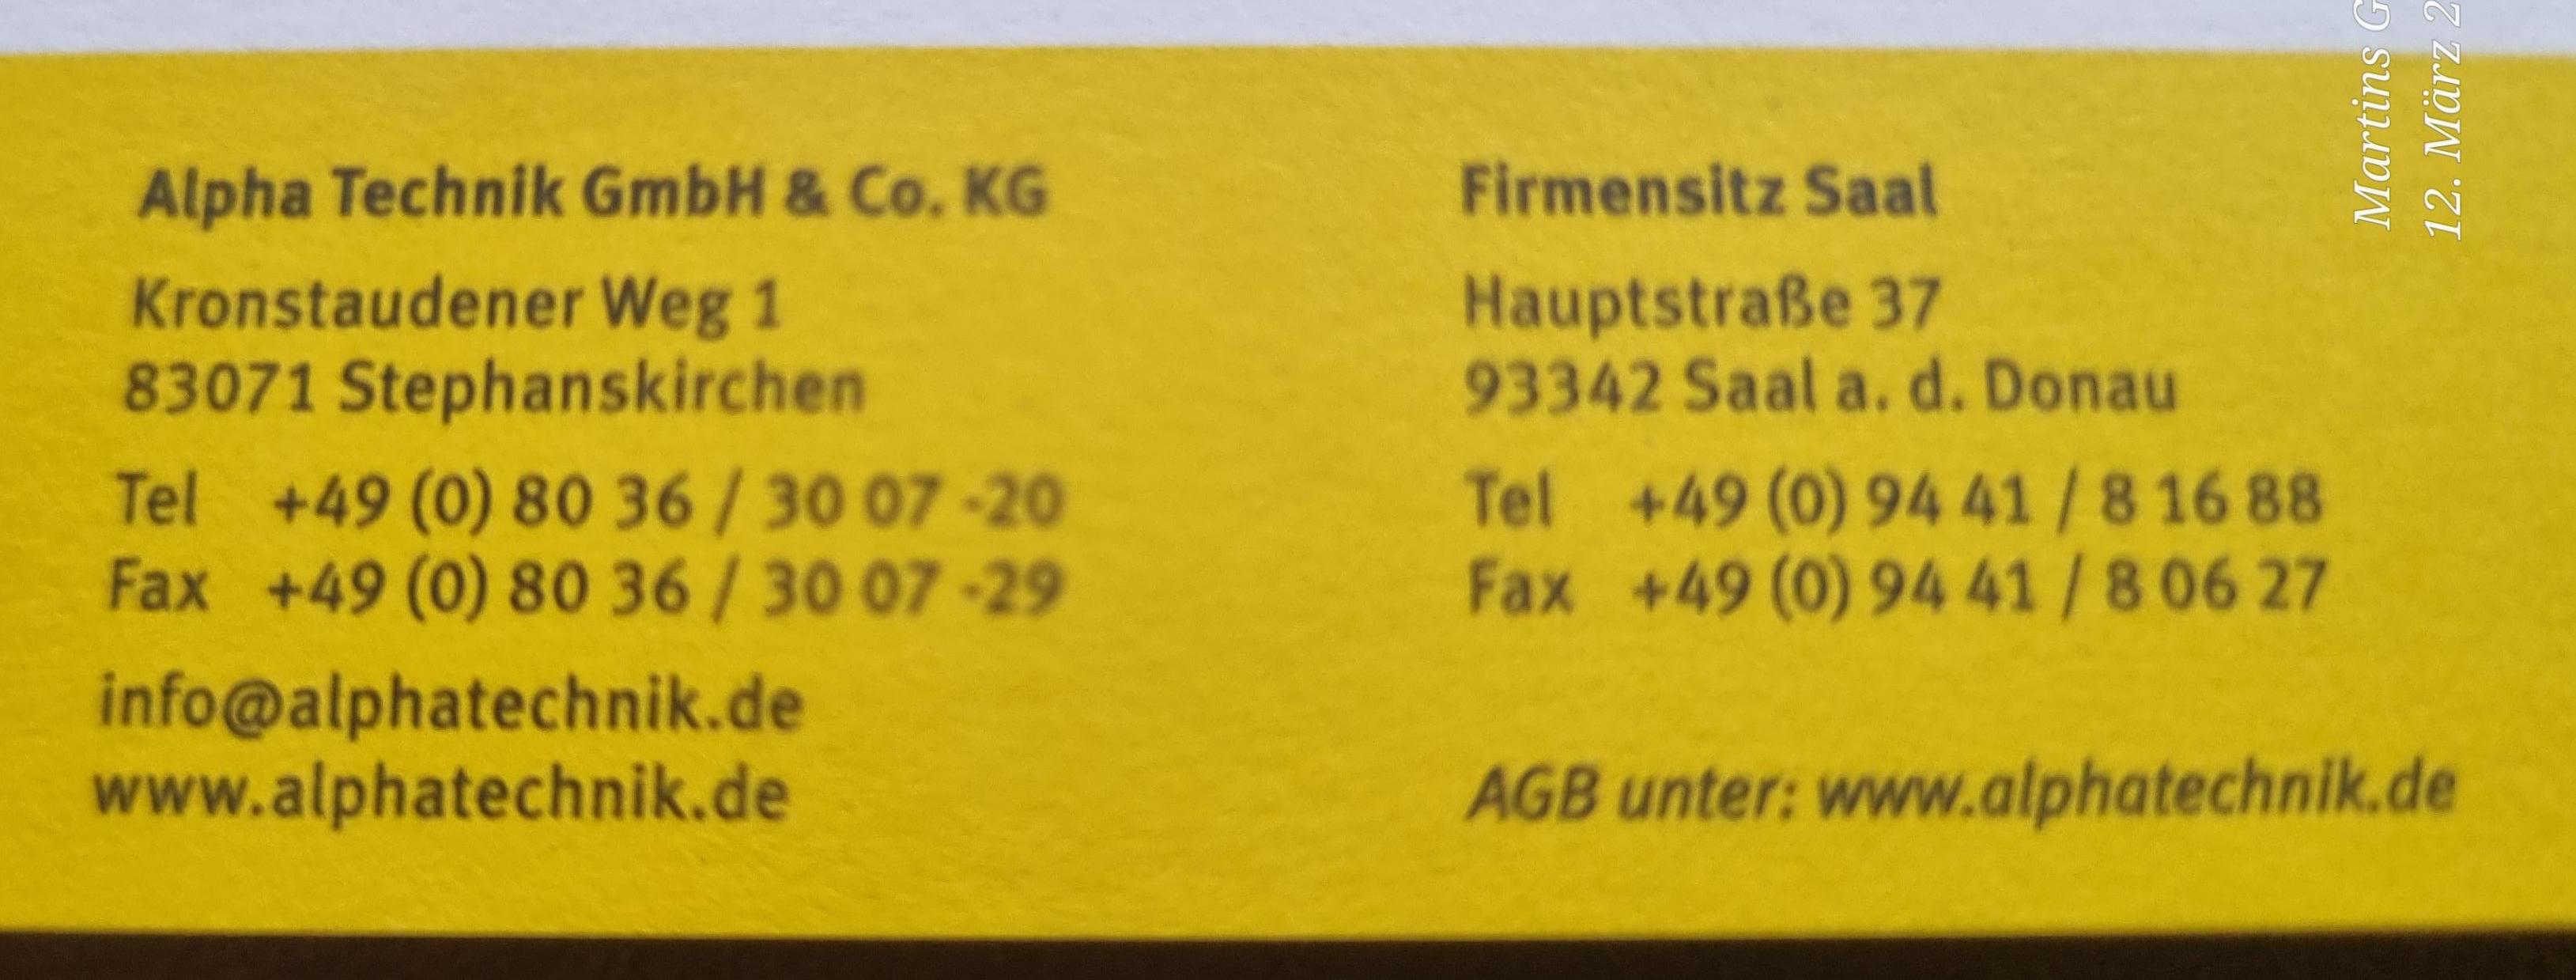 Alpha Technik GmbH & Co. KG
Kronstaudener Weg 1
83071 Stephanskirchen
Tel +49 (0) 80 36 / 30 07 -20
Fax +49 (0) 80 36 / 30 07 -29
info@alphatechnik.de
www.alphatechnik.de
Firmensitz Saal
Hauptstraße 37
93342 Saal a. d. Donau
Tel +49 (0) 94 41 / 8 16 88
Fax +49 (0) 94 41 / 8 06 27
AGB unter: www.alphatechnik.de
Martins G
12. März 2